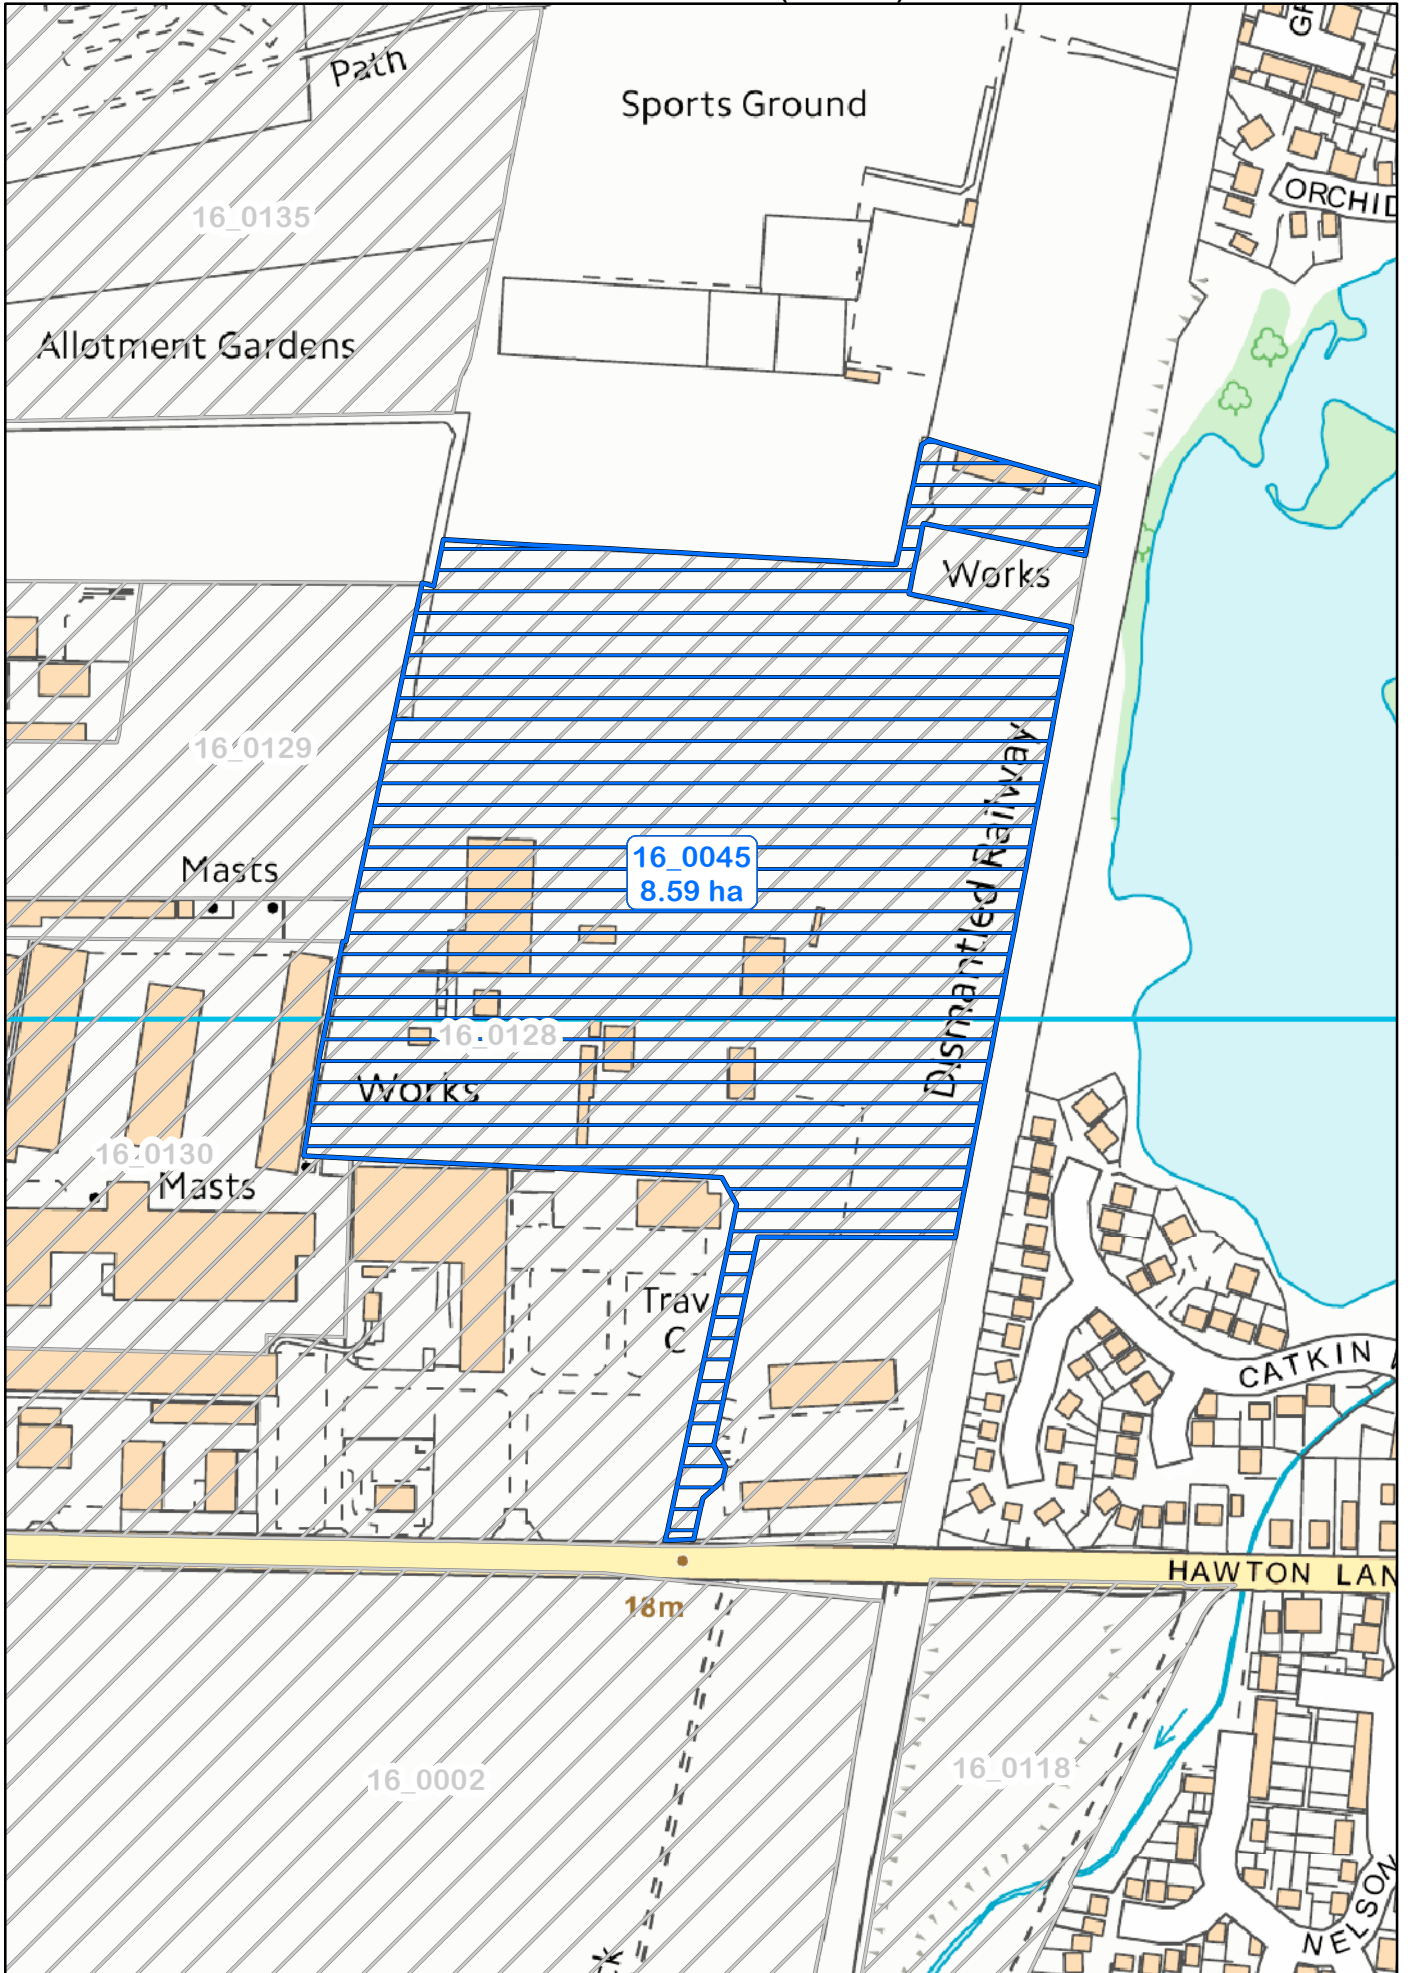 Path
Sports Ground
ORCHID
16_0135
Allotment Gardens
Works
16_0129
Dismantled Railway
16_0045
8.59 ha
Masts
16_0128
Works
16_0130
Masts
Trav
C
CATKIN
HAWTON LAN
18m
16_0118
16_0002
NELSON